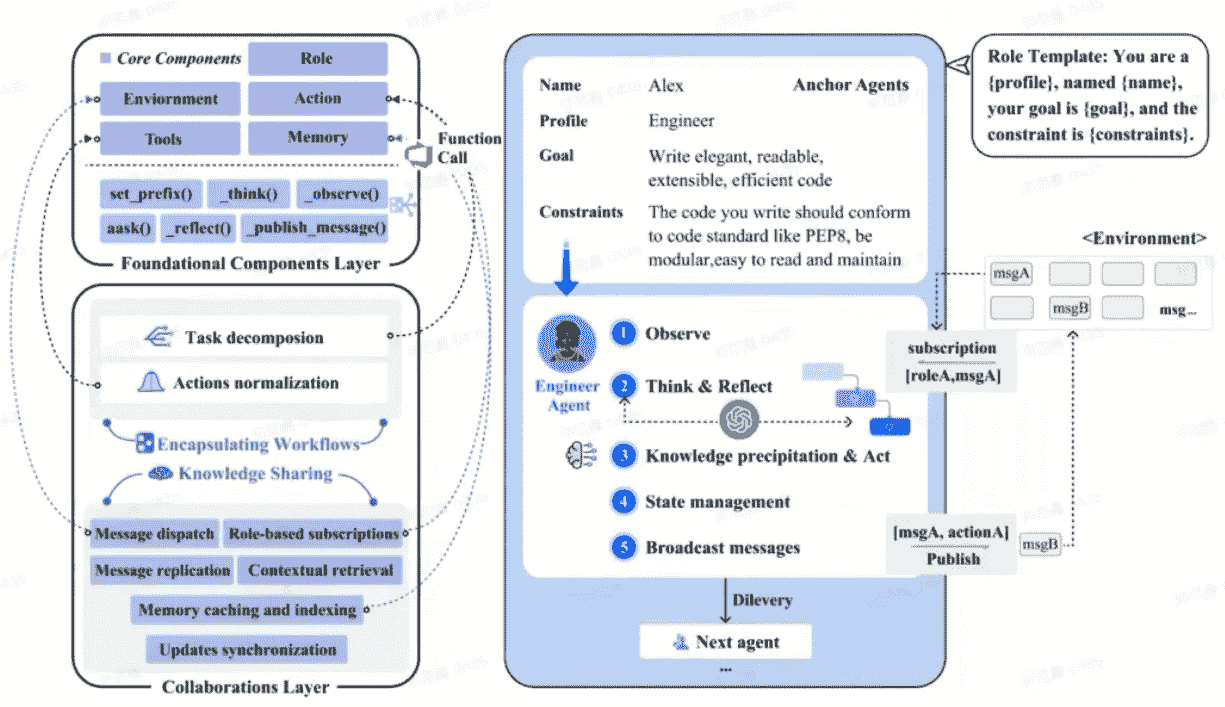 Core Components
Role
Enviornment
Action
Tools
Memory
Function
Call
set_prefix()
_think()
_observe()
aask()
_reflect()
_publish_message()
Foundational Components Layer
Task decomposion
Actions normalization
Encapsulating Workflows
Knowledge Sharing
Message dispatch
Role-based subscriptions
Message replication
Contextual retrieval
Memory caching and indexing
Updates synchronization
Collaborations Layer
Name
Alex
Anchor Agents
Profile
Engineer
Goal
Write elegant, readable,
extensible, efficient code
Constraints
The code you write should conform
to code standard like PEP8, be
modular,easy to read and maintain
Engineer
Agent
1 Observe
2 Think & Reflect
3 Knowledge precipitation & Act
4 State management
5 Broadcast messages
Dilevery
Next agent
...
Role Template: You are a
{profile}, named {name},
your goal is {goal}, and the
constraint is {constraints}.
<Environment>
msgA
msgB
msg...
subscription
[roleA,msgA]
[msgA, actionA]
Publish
msgB